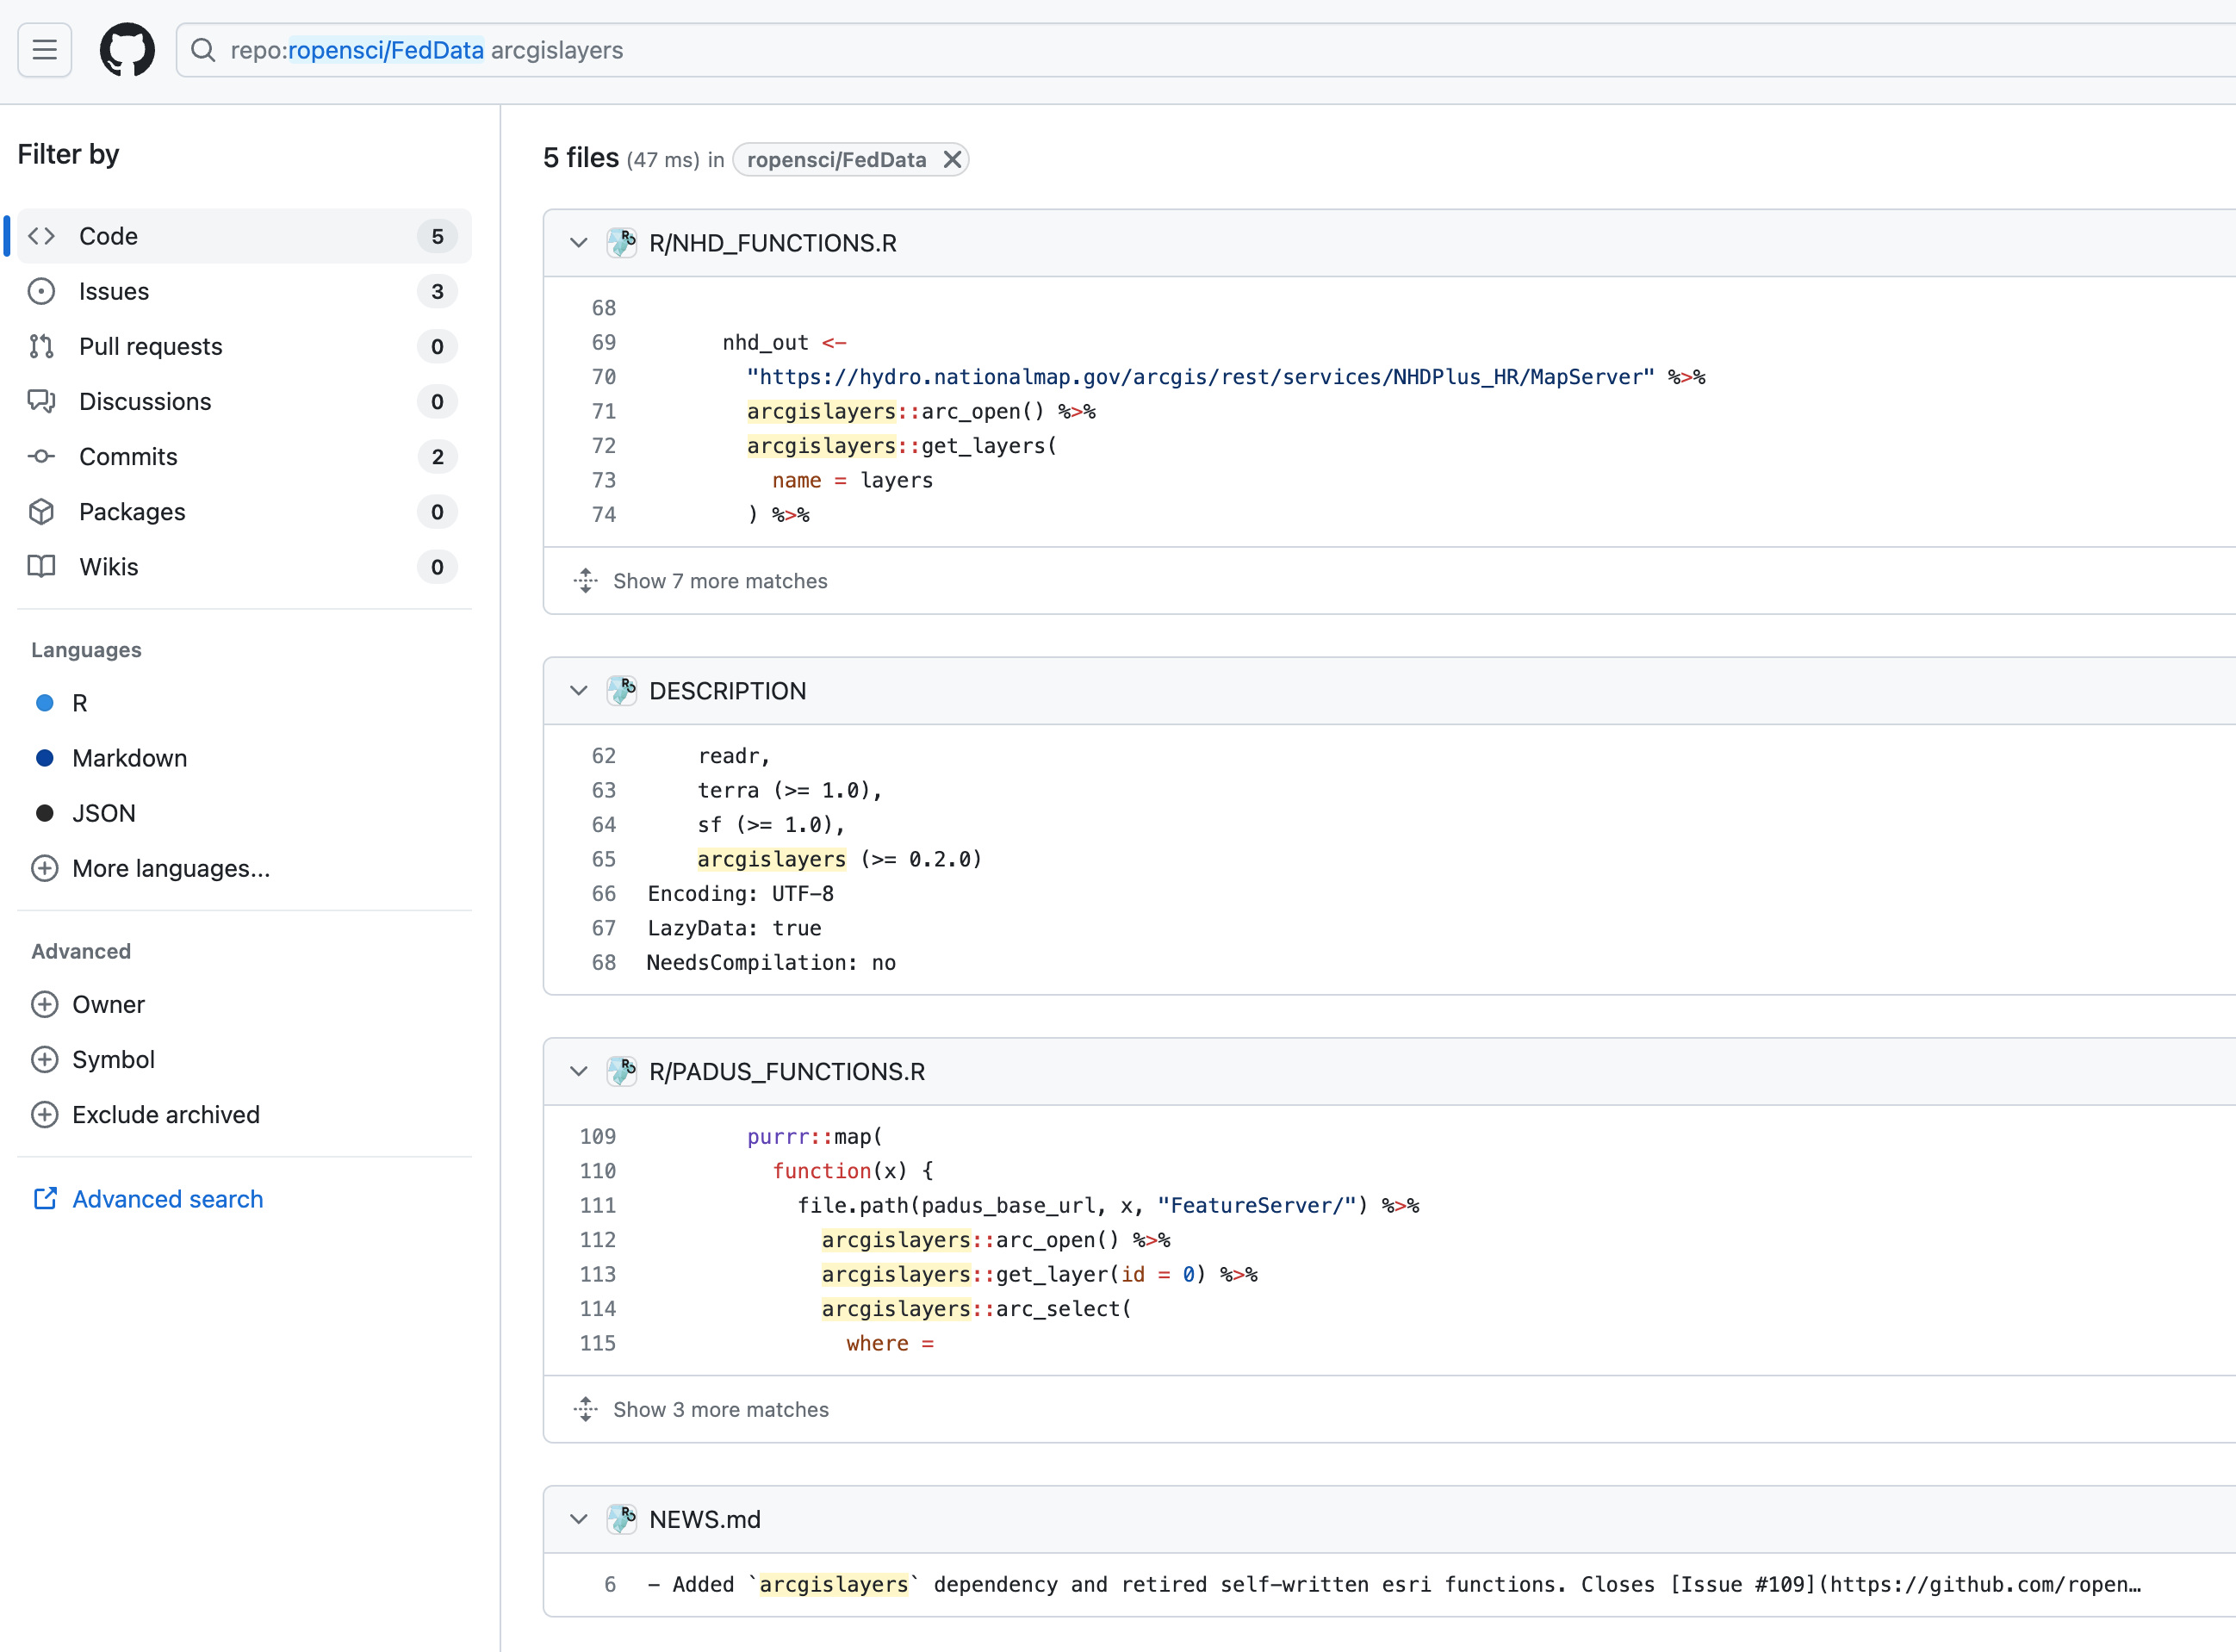 repo:ropensci/FedData arcgislayers
Filter by
Code 5
Issues 3
Pull requests 0
Discussions 0
Commits 2
Packages 0
Wikis 0
Languages
R
Markdown
JSON
More languages...
Advanced
Owner
Symbol
Exclude archived
Advanced search
5 files (47 ms) in ropensci/FedData
R/NHD_FUNCTIONS.R
68
69 nhd_out <-
70 "https://hydro.nationalmap.gov/arcgis/rest/services/NHDPlus_HR/MapServer" %>%
71 arcgislayers::arc_open() %>%
72 arcgislayers::get_layers(
73 name = layers
74 ) %>%
Show 7 more matches
DESCRIPTION
62 readr,
63 terra (>= 1.0),
64 sf (>= 1.0),
65 arcgislayers (>= 0.2.0)
66 Encoding: UTF-8
67 LazyData: true
68 NeedsCompilation: no
R/PADUS_FUNCTIONS.R
109 purrr::map(
110 function(x) {
111 file.path(padus_base_url, x, "FeatureServer/") %>%
112 arcgislayers::arc_open() %>%
113 arcgislayers::get_layer(id = 0) %>%
114 arcgislayers::arc_select(
115 where =
Show 3 more matches
NEWS.md
6 - Added `arcgislayers` dependency and retired self-written esri functions. Closes [Issue #109](https://github.com/ropen…